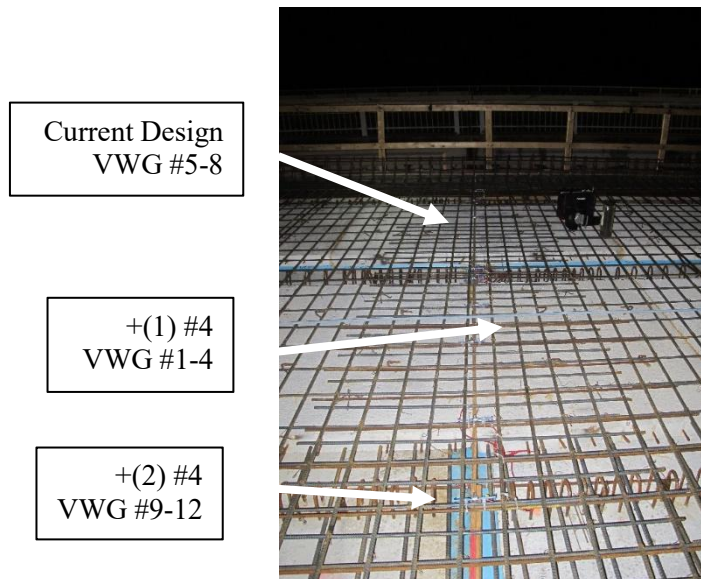 Current Design
VWG #5-8
+(1) #4
VWG #1-4
+(2) #4
VWG #9-12